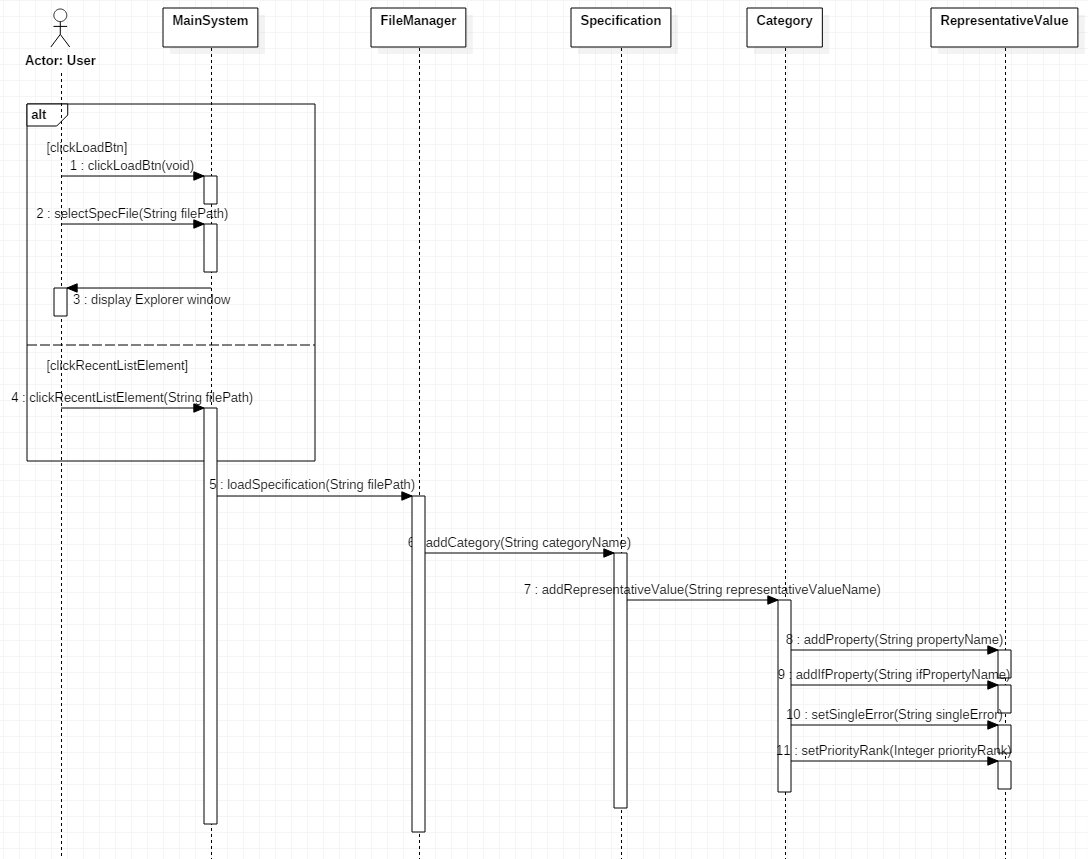 MainSystem
FileManager
Specification
Category
RepresentativeValue
Actor: User
alt
[clickLoadBtn]
1 : clickLoadBtn(void)
2 : selectSpecFile(String filePath)
3 : display Explorer window
[clickRecentListElement]
4 : clickRecentListElement(String filePath)
5 : loadSpecification(String filePath)
6 : addCategory(String categoryName)
7 : addRepresentativeValue(String representativeValueName)
8 : addProperty(String propertyName)
9 : addIfProperty(String ifPropertyName)
10 : setSingleError(String singleError)
11 : setPriorityRank(Integer priorityRank)